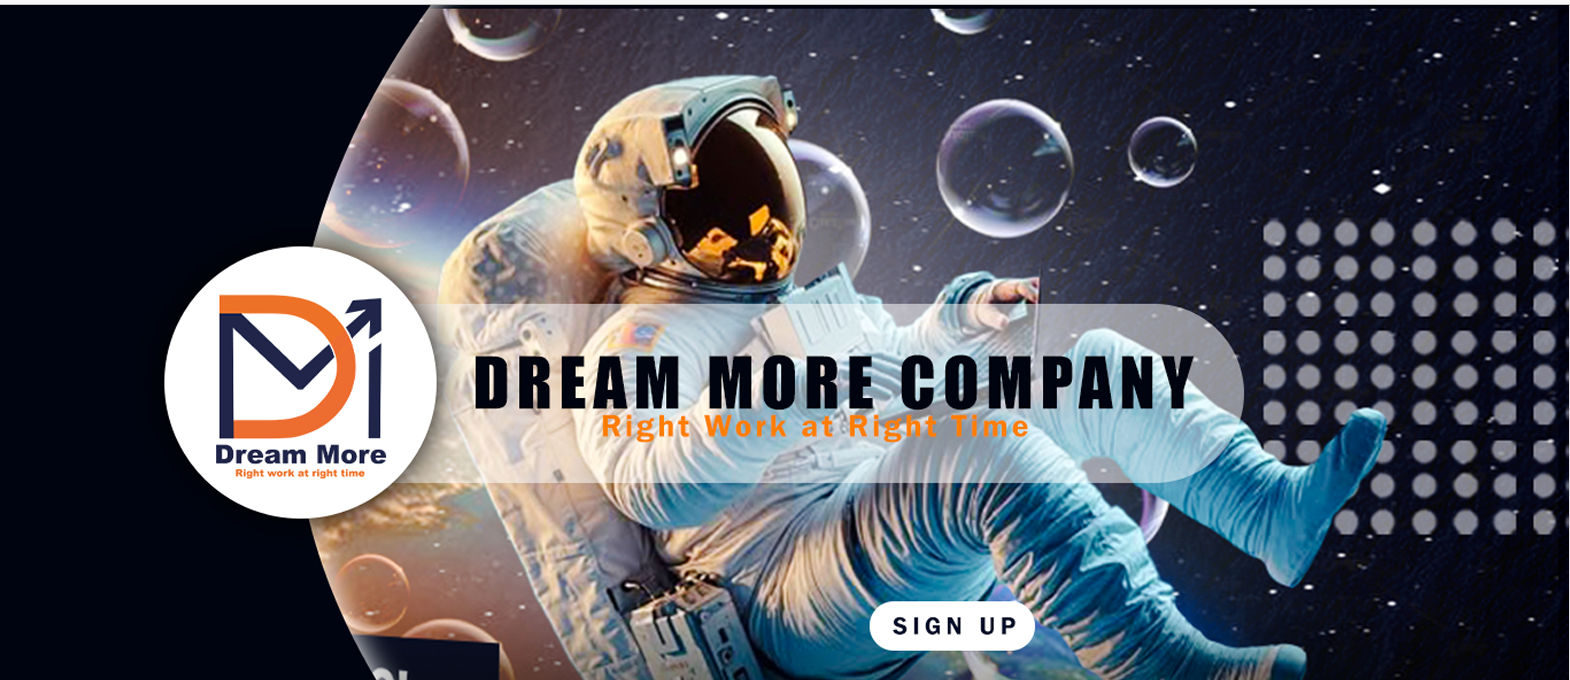 Dream More
Right work at right time
DREAM MORE COMPANY
Right Work at Right Time
SIGN UP